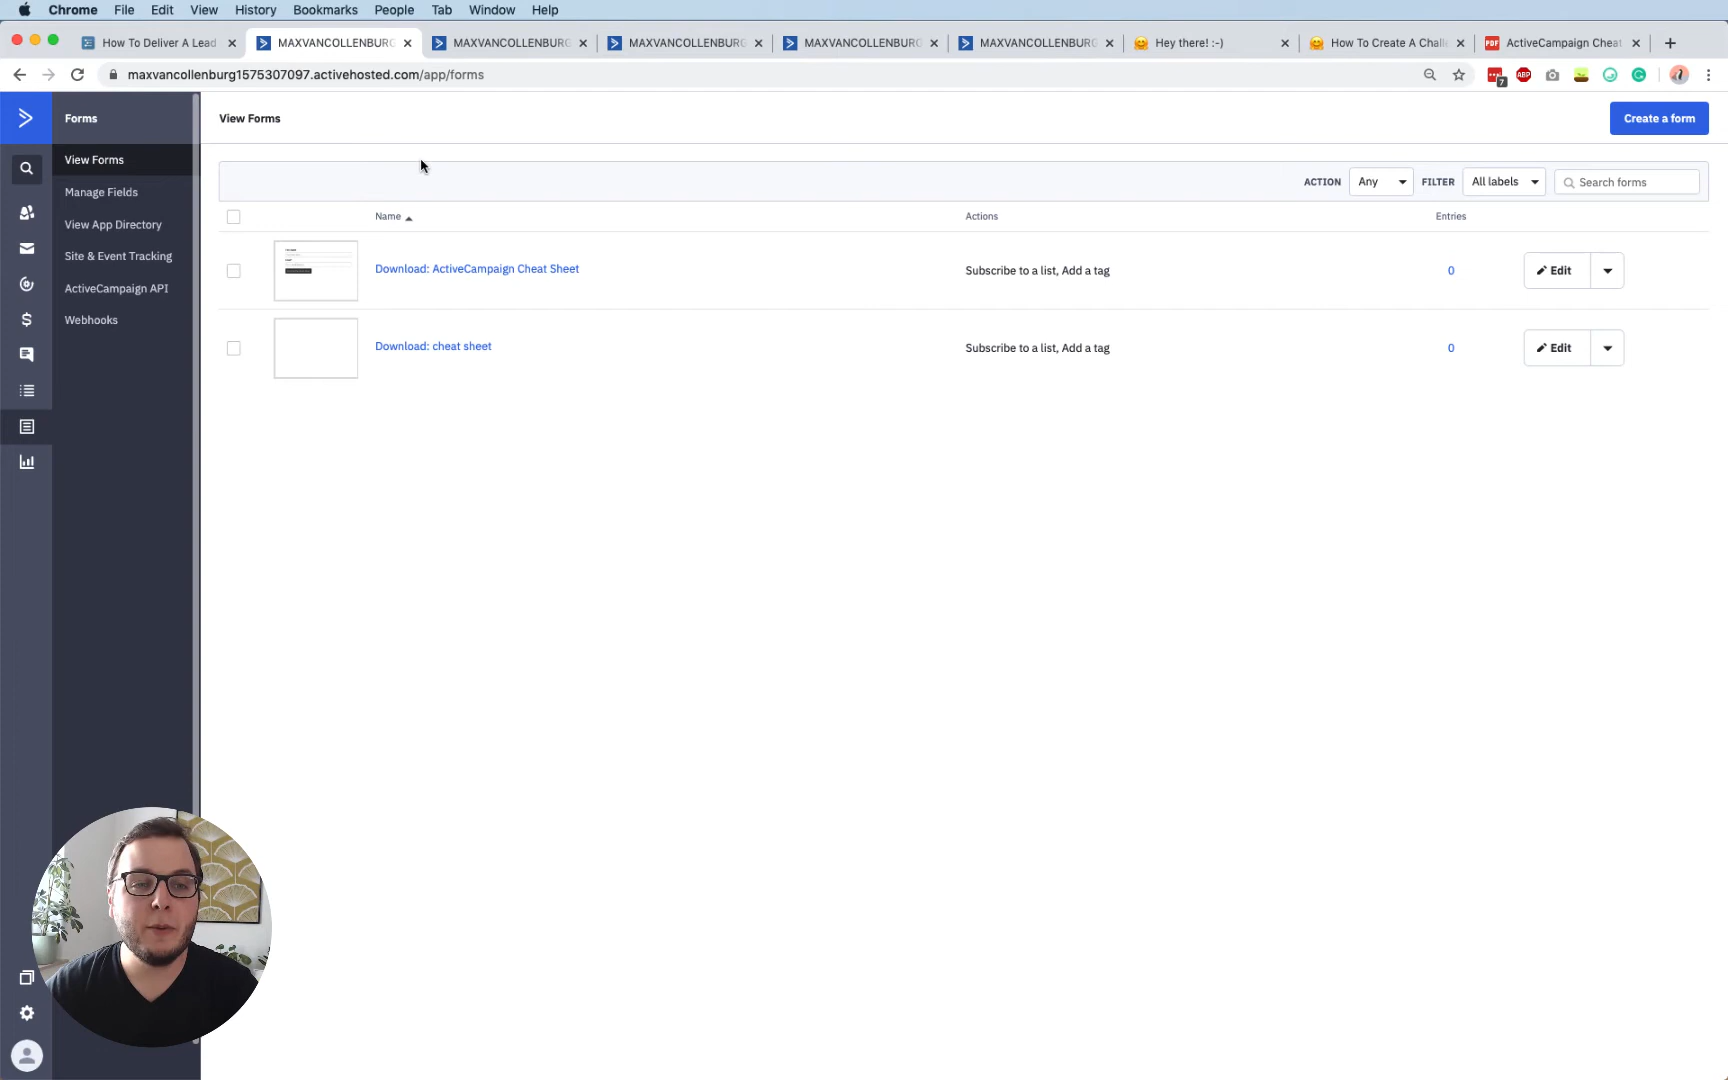 Chrome File Edit View History Bookmarks People Tab Window Help
How To Deliver A Lead
MAXVANCOLLENBURG
MAXVANCOLLENBURG
MAXVANCOLLENBURG
MAXVANCOLLENBURG
MAXVANCOLLENBURG
Hey there! :-)
How To Create A Chall
PDF ActiveCampaign Cheat
maxvancollenburg1575307097.activehosted.com/app/forms
7
ABP
Forms
View Forms
Create a form
View Forms
Manage Fields
View App Directory
Site & Event Tracking
ActiveCampaign API
Webhooks
ACTION Any FILTER All labels Search forms
Name Actions Entries
Download: ActiveCampaign Cheat Sheet Subscribe to a list, Add a tag 0 Edit
Download: cheat sheet Subscribe to a list, Add a tag 0 Edit